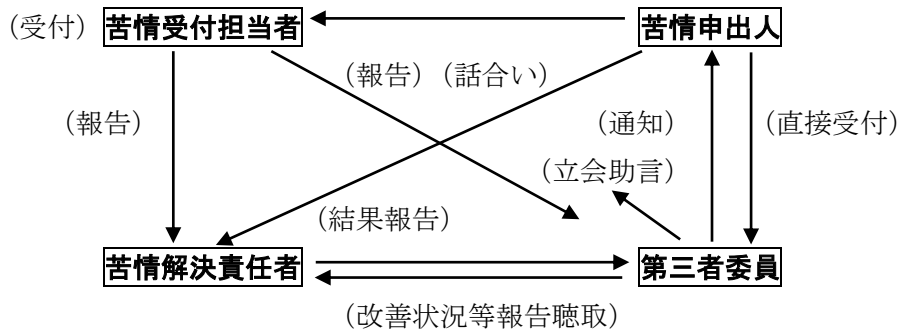 (受付) 苦情受付担当者 苦情申出人
(報告) (話合い)
(報告) (通知) (直接受付)
(立会助言)
(結果報告)
苦情解決責任者 第三者委員
(改善状況等報告聴取)